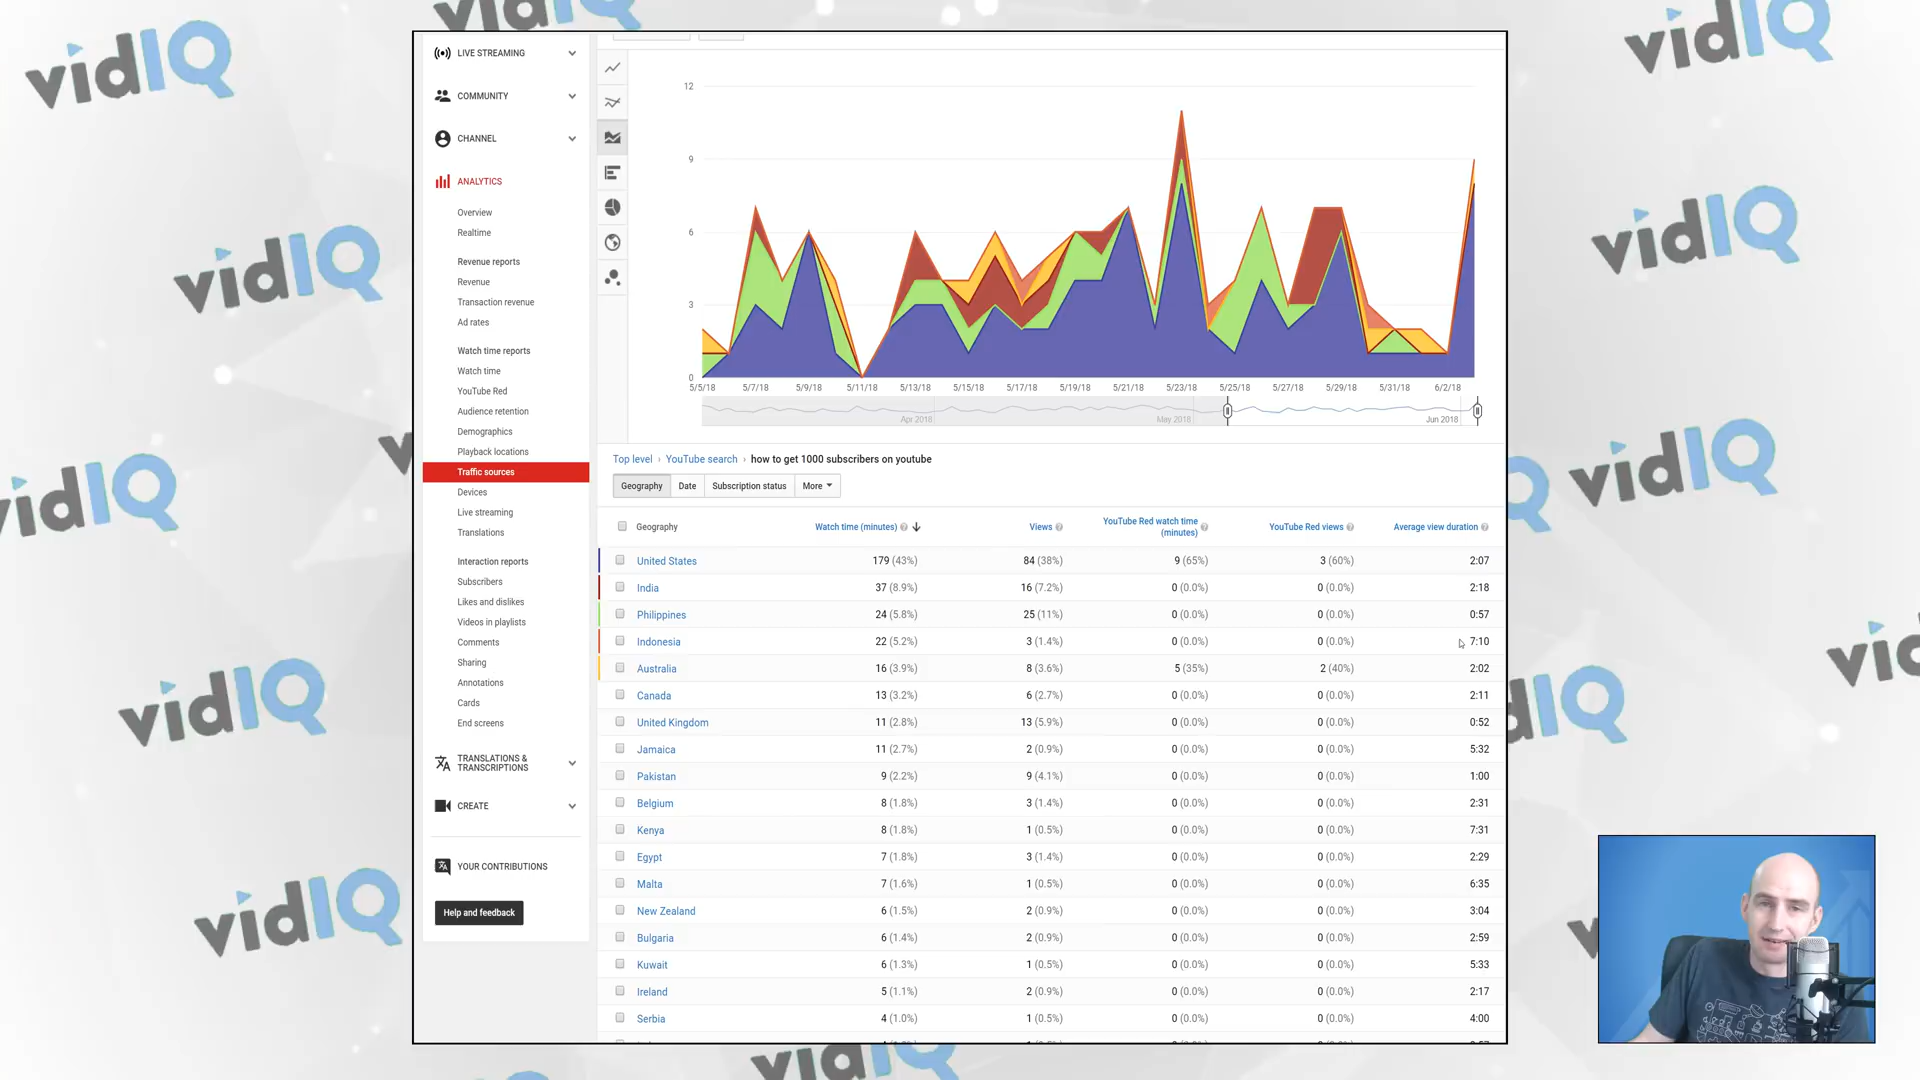 vidIQ
LIVE STREAMING
COMMUNITY
CHANNEL
ANALYTICS
Overview
Realtime
Revenue reports
Revenue
Transaction revenue
Ad rates
Watch time reports
Watch time
YouTube Red
Audience retention
Demographics
Playback locations
Traffic sources
Devices
Live streaming
Translations
Interaction reports
Subscribers
Likes and dislikes
Videos in playlists
Comments
Sharing
Annotations
Cards
End screens
TRANSLATIONS &
TRANSCRIPTIONS
CREATE
YOUR CONTRIBUTIONS
Help and feedback
12
9
6
3
0
5/5/18 5/7/18 5/9/18 5/11/18 5/13/18 5/15/18 5/17/18 5/19/18 5/21/18 5/23/18 5/25/18 5/27/18 5/29/18 5/31/18 6/2/18
Apr 2018 May 2018 Jun 2018
Top level › YouTube search › how to get 1000 subscribers on youtube
Geography Date Subscription status More
Geography Watch time (minutes) Views YouTube Red watch time (minutes) YouTube Red views Average view duration
United States 179 (43%) 84 (38%) 9 (65%) 3 (60%) 2:07
India 37 (8.9%) 16 (7.2%) 0 (0.0%) 0 (0.0%) 2:18
Philippines 24 (5.8%) 25 (11%) 0 (0.0%) 0 (0.0%) 0:57
Indonesia 22 (5.2%) 3 (1.4%) 0 (0.0%) 0 (0.0%) 7:10
Australia 16 (3.9%) 8 (3.6%) 5 (35%) 2 (40%) 2:02
Canada 13 (3.2%) 6 (2.7%) 0 (0.0%) 0 (0.0%) 2:11
United Kingdom 11 (2.8%) 13 (5.9%) 0 (0.0%) 0 (0.0%) 0:52
Jamaica 11 (2.7%) 2 (0.9%) 0 (0.0%) 0 (0.0%) 5:32
Pakistan 9 (2.2%) 9 (4.1%) 0 (0.0%) 0 (0.0%) 1:00
Belgium 8 (1.8%) 3 (1.4%) 0 (0.0%) 0 (0.0%) 2:31
Kenya 8 (1.8%) 1 (0.5%) 0 (0.0%) 0 (0.0%) 7:31
Egypt 7 (1.8%) 3 (1.4%) 0 (0.0%) 0 (0.0%) 2:29
Malta 7 (1.6%) 1 (0.5%) 0 (0.0%) 0 (0.0%) 6:35
New Zealand 6 (1.5%) 2 (0.9%) 0 (0.0%) 0 (0.0%) 3:04
Bulgaria 6 (1.4%) 2 (0.9%) 0 (0.0%) 0 (0.0%) 2:59
Kuwait 6 (1.3%) 1 (0.5%) 0 (0.0%) 0 (0.0%) 5:33
Ireland 5 (1.1%) 2 (0.9%) 0 (0.0%) 0 (0.0%) 2:17
Serbia 4 (1.0%) 1 (0.5%) 0 (0.0%) 0 (0.0%) 4:00
vidIQ
vidIQ
vidIQ
vidIQ
vidIQ
vidIQ
vidIQ
vidIQ